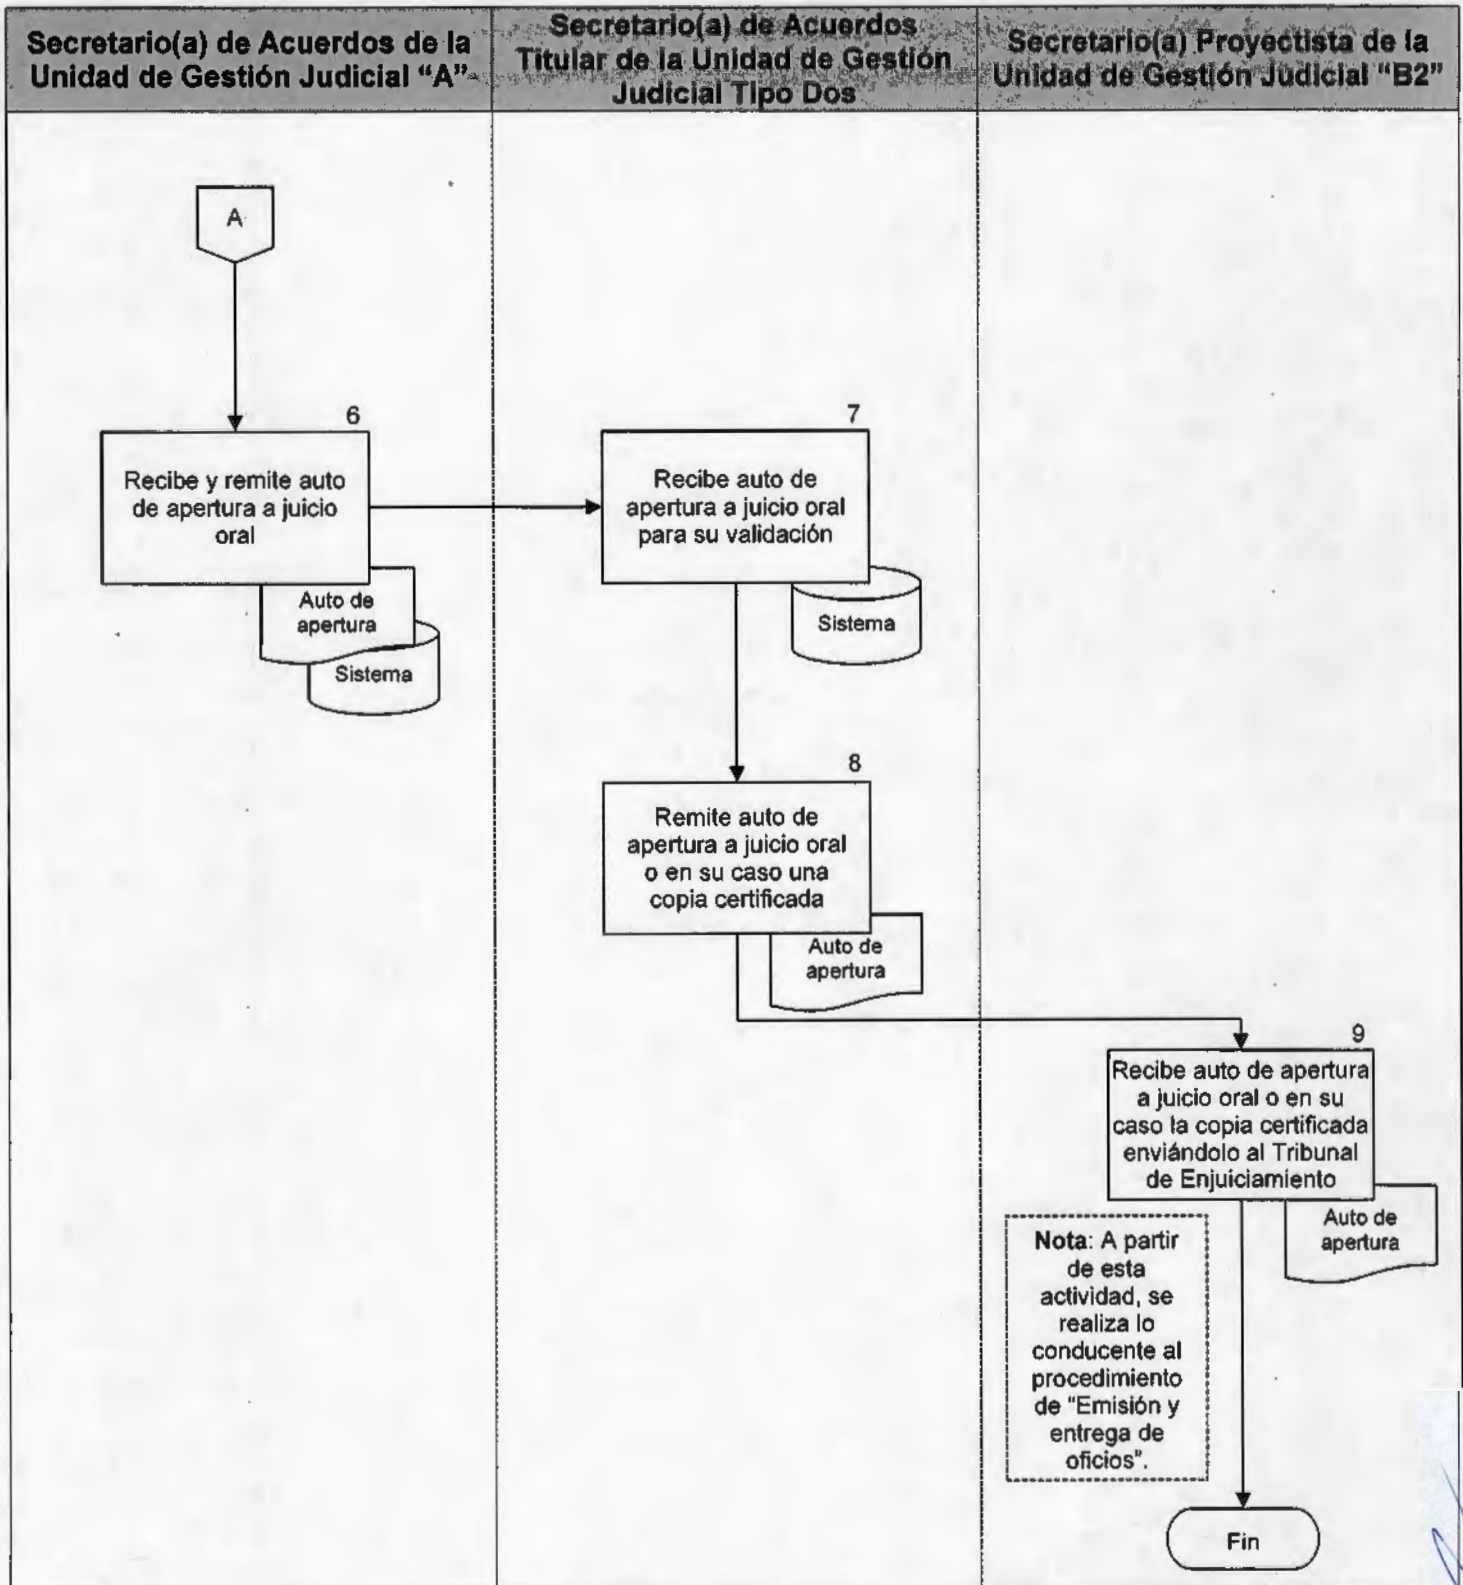 Secretario(a) de Acuerdos de la
Unidad de Gestión Judicial “A”
Secretario(a) de Acuerdos
Titular de la Unidad de Gestión
Judicial Tipo Dos
Secretario(a) Proyectista de la
Unidad de Gestión Judicial “B2”
A
6
Recibe y remite auto
de apertura a juicio
oral
Auto de
apertura
Sistema
7
Recibe auto de
apertura a juicio oral
para su validación
Sistema
8
Remite auto de
apertura a juicio oral
o en su caso una
copia certificada
Auto de
apertura
9
Recibe auto de apertura
a juicio oral o en su
caso la copia certificada
enviándolo al Tribunal
de Enjuiciamiento
Auto de
apertura
Nota: A partir
de esta
actividad, se
realiza lo
conducente al
procedimiento
de "Emisión y
entrega de
oficios".
Fin